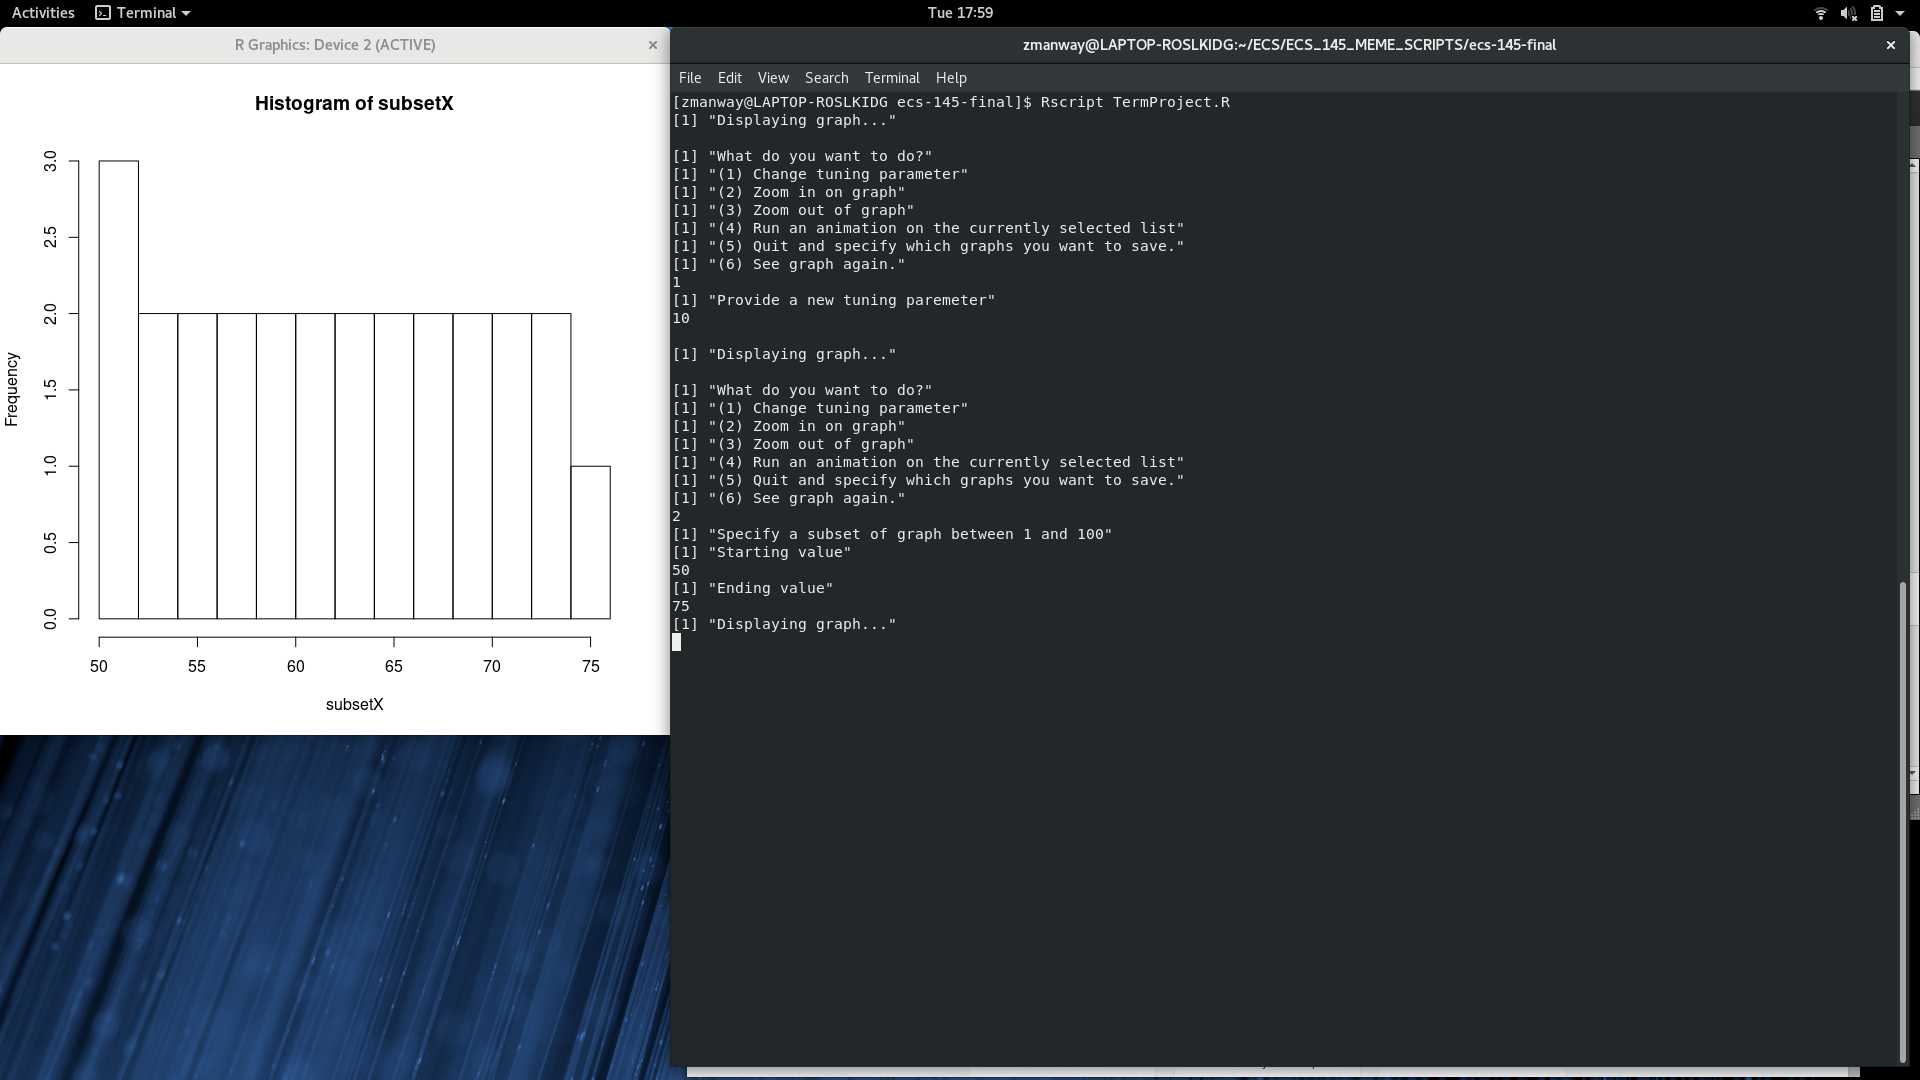 Activities Terminal Tue 17:59
R Graphics: Device 2 (ACTIVE)
Histogram of subsetX
3.0
2.5
2.0
1.5
1.0
0.5
0.0
Frequency
50 55 60 65 70 75
subsetX
zmanway@LAPTOP-ROSLKIDG:~/ECS/ECS_145_MEME_SCRIPTS/ecs-145-final
File Edit View Search Terminal Help
[zmanway@LAPTOP-ROSLKIDG ecs-145-final]$ Rscript TermProject.R
[1] "Displaying graph..."
[1] "What do you want to do?"
[1] "(1) Change tuning parameter"
[1] "(2) Zoom in on graph"
[1] "(3) Zoom out of graph"
[1] "(4) Run an animation on the currently selected list"
[1] "(5) Quit and specify which graphs you want to save."
[1] "(6) See graph again."
1
[1] "Provide a new tuning paremeter"
10
[1] "Displaying graph..."
[1] "What do you want to do?"
[1] "(1) Change tuning parameter"
[1] "(2) Zoom in on graph"
[1] "(3) Zoom out of graph"
[1] "(4) Run an animation on the currently selected list"
[1] "(5) Quit and specify which graphs you want to save."
[1] "(6) See graph again."
2
[1] "Specify a subset of graph between 1 and 100"
[1] "Starting value"
50
[1] "Ending value"
75
[1] "Displaying graph..."